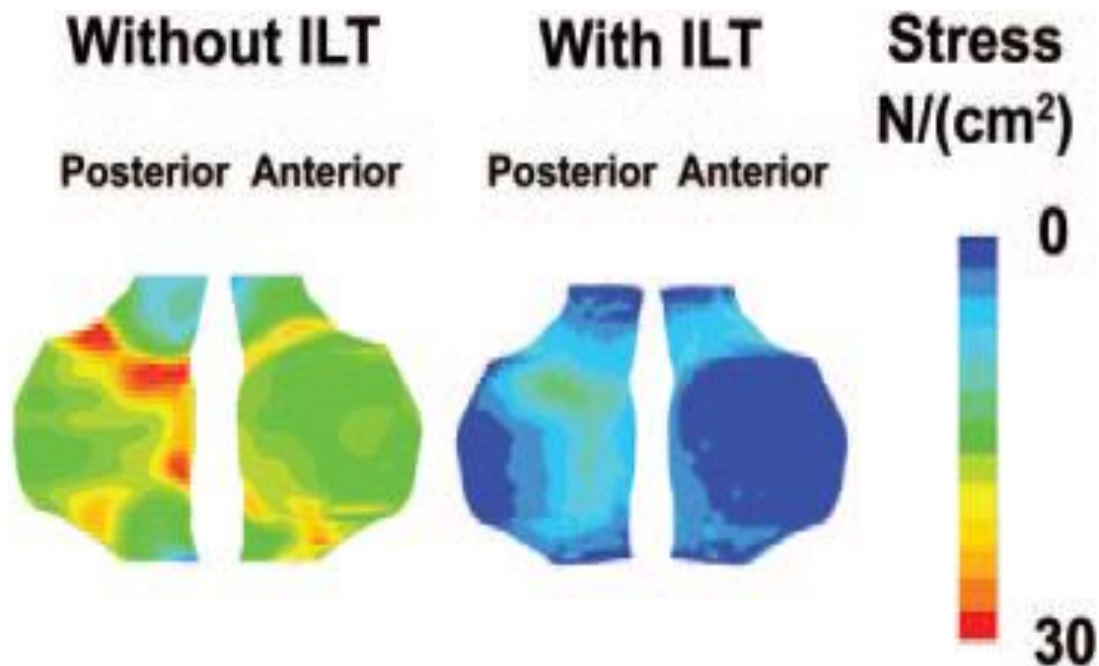 Without ILT
With ILT
Stress
N/(cm²)
Posterior Anterior
Posterior Anterior
0
30